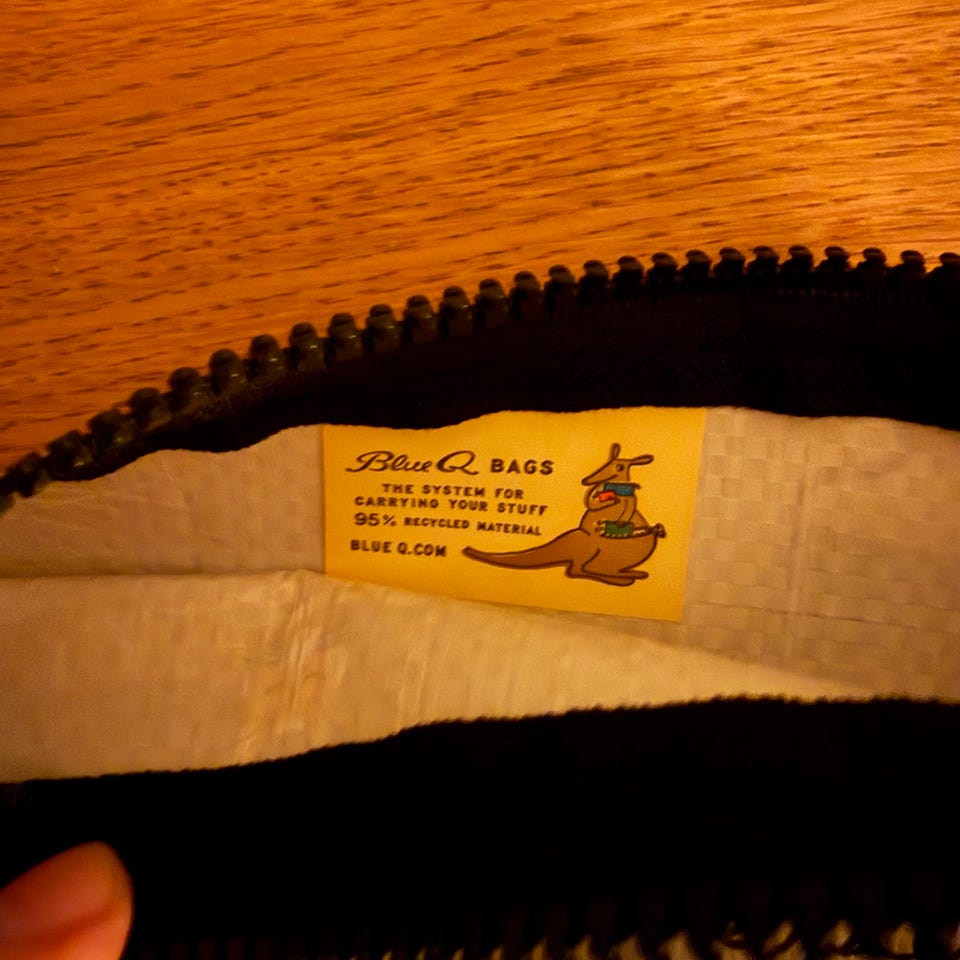 Blue Q BAGS
THE SYSTEM FOR
CARRYING YOUR STUFF
95% RECYCLED MATERIAL
BLUE Q.COM